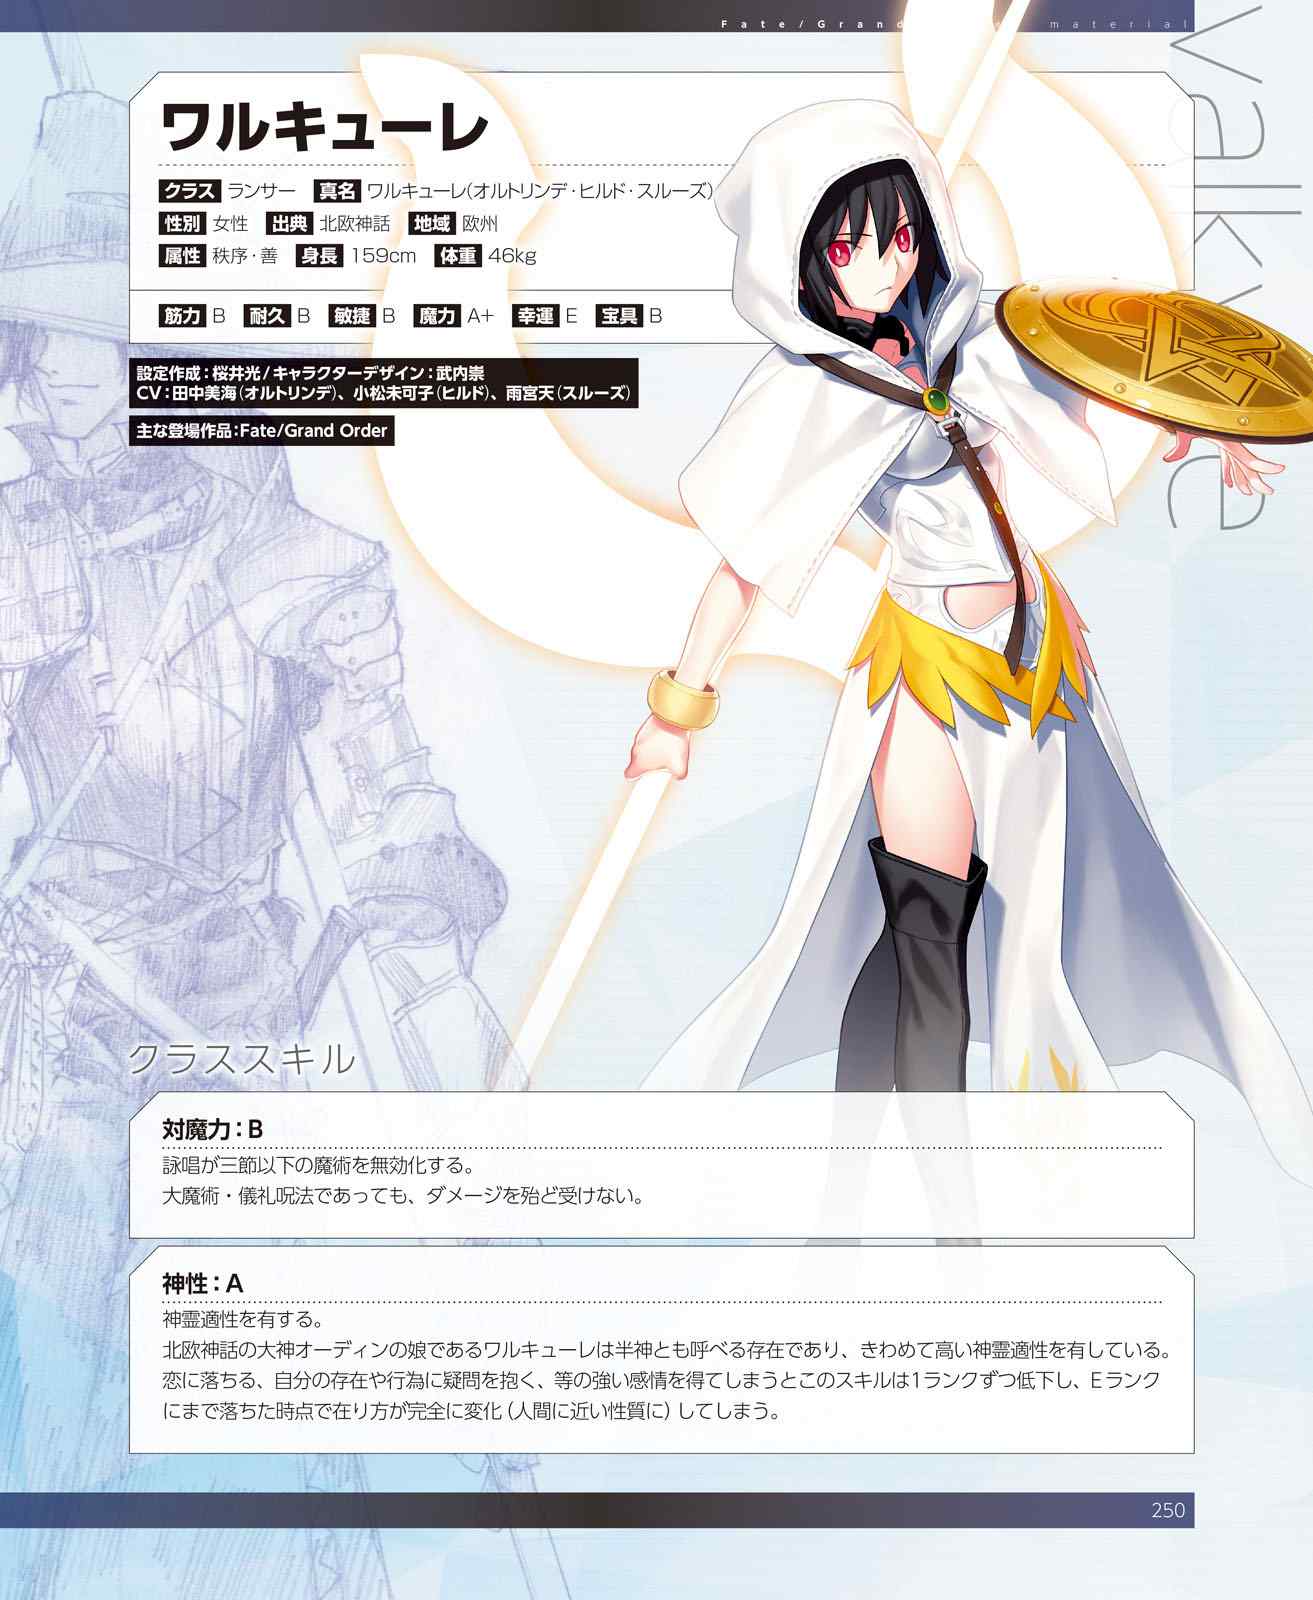 Fate/Grand material
Valkyrie
ワルキューレ
クラス ランサー 真名 ワルキューレ(オルトリンデ・ヒルド・スルーズ)
性別 女性 出典 北欧神話 地域 欧州
属性 秩序・善 身長 159cm 体重 46kg
筋力 B 耐久 B 敏捷 B 魔力 A+ 幸運 E 宝具 B
設定作成:桜井光/キャラクターデザイン:武内崇
CV:田中美海(オルトリンデ)、小松未可子(ヒルド)、雨宮天(スルーズ)
主な登場作品:Fate/Grand Order
クラススキル
対魔力:B
詠唱が三節以下の魔術を無効化する。
大魔術・儀礼呪法であっても、ダメージを殆ど受けない。
神性:A
神霊適性を有する。
北欧神話の大神オーディンの娘であるワルキューレは半神とも呼べる存在であり、きわめて高い神霊適性を有している。
恋に落ちる、自分の存在や行為に疑問を抱く、等の強い感情を得てしまうとこのスキルは1ランクずつ低下し、Eランク
にまで落ちた時点で在り方が完全に変化(人間に近い性質に)してしまう。
250